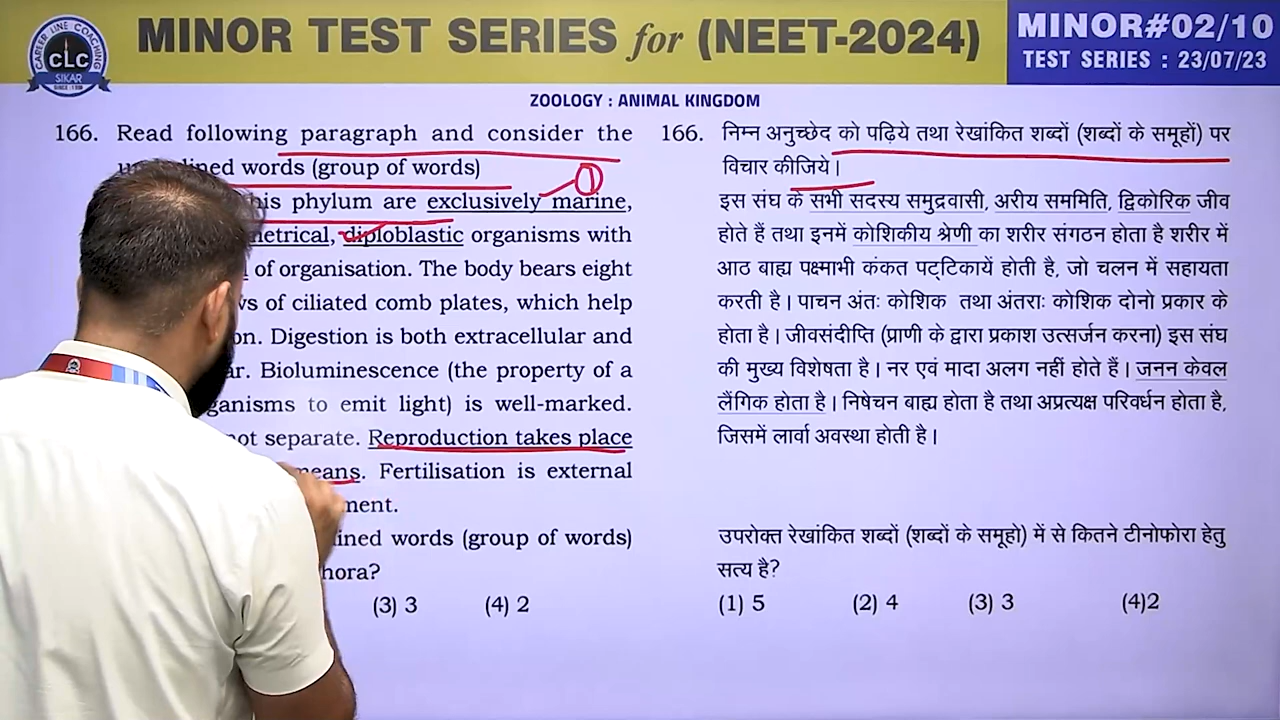 CAREER LINE COACHING
CLC
SIKAR
SINCE : 1996
MINOR TEST SERIES for (NEET-2024)
MINOR#02/10
TEST SERIES : 23/07/23
ZOOLOGY : ANIMAL KINGDOM
166. Read following paragraph and consider the
words (group of words)
phylum are exclusively marine,
diploblastic organisms with
of organisation. The body bears eight
of ciliated comb plates, which help
Digestion is both extracellular and
Bioluminescence (the property of a
to emit light) is well-marked.
not separate. Reproduction takes place
means. Fertilisation is external
words (group of words)
(3) 3 (4) 2
1
166. निम्न अनुच्छेद को पढ़िये तथा रेखांकित शब्दों (शब्दों के समूहों) पर
विचार कीजिये।
इस संघ के सभी सदस्य समुद्रवासी, अरीय सममिति, द्विकोरिक जीव
होते हैं तथा इनमें कोशिकीय श्रेणी का शरीर संगठन होता है शरीर में
आठ बाह्य पक्ष्माभी कंकत पट्टिकायें होती है, जो चलन में सहायता
करती है। पाचन अंतः कोशिक तथा अंतराः कोशिक दोनो प्रकार के
होता है। जीवसंदीप्ति (प्राणी के द्वारा प्रकाश उत्सर्जन करना) इस संघ
की मुख्य विशेषता है। नर एवं मादा अलग नहीं होते हैं। जनन केवल
लैंगिक होता है। निषेचन बाह्य होता है तथा अप्रत्यक्ष परिवर्धन होता है,
जिसमें लार्वा अवस्था होती है।
उपरोक्त रेखांकित शब्दों (शब्दों के समूहो) में से कितने टीनोफोरा हेतु
सत्य है?
(1) 5 (2) 4 (3) 3 (4)2